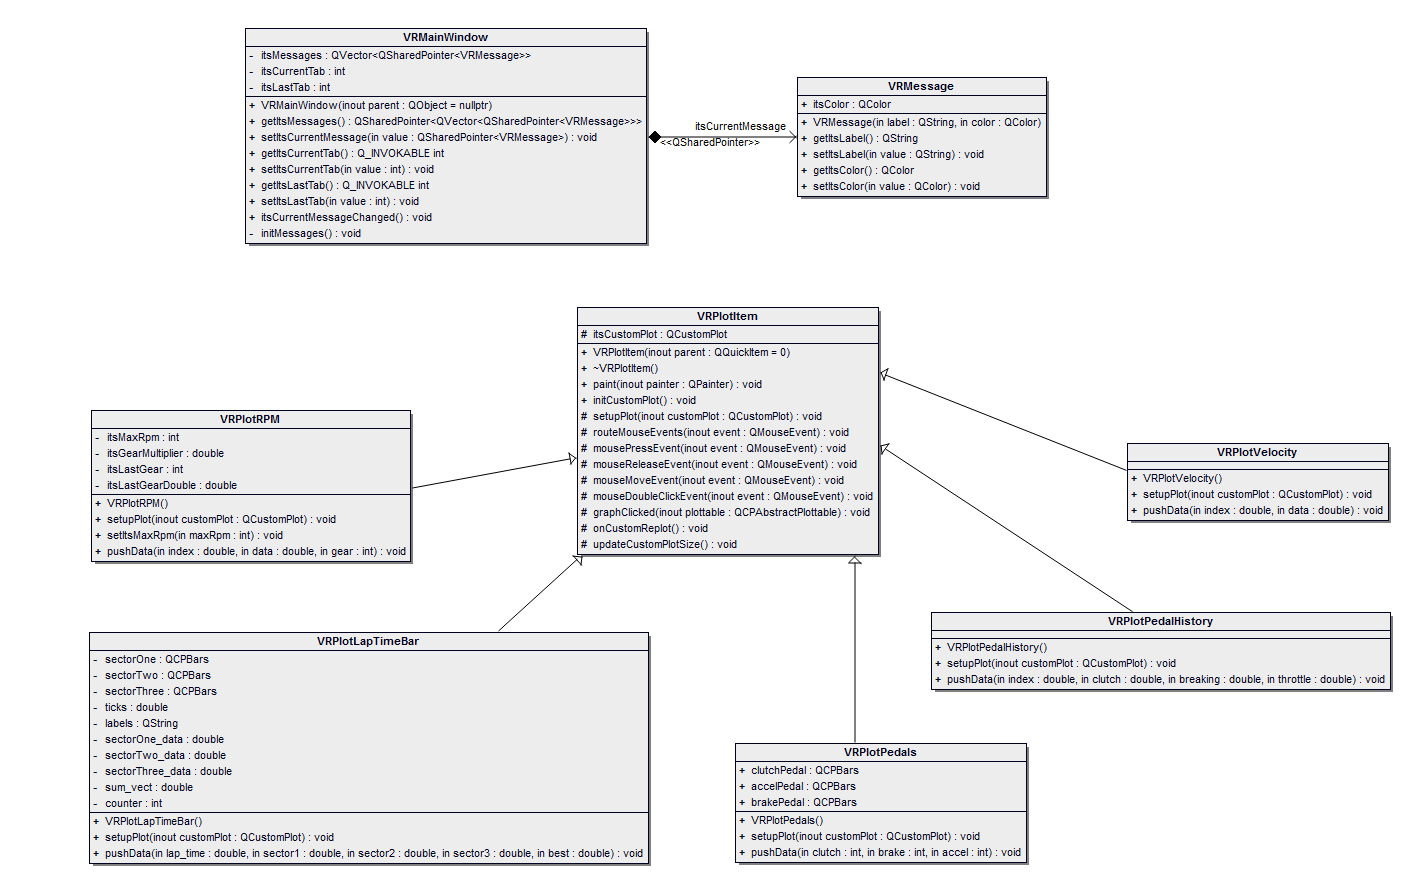 VRMainWindow
- itsMessages : QVector<QSharedPointer<VRMessage>>
- itsCurrentTab : int
- itsLastTab : int
+ VRMainWindow(inout parent : QObject = nullptr)
+ getItsMessages() : QSharedPointer<QVector<QSharedPointer<VRMessage>>>
+ setItsCurrentMessage(in value : QSharedPointer<VRMessage>) : void
+ getItsCurrentTab() : Q_INVOKABLE int
+ setItsCurrentTab(in value : int) : void
+ getItsLastTab() : Q_INVOKABLE int
+ setItsLastTab(in value : int) : void
+ itsCurrentMessageChanged() : void
- initMessages() : void
itsCurrentMessage
<<QSharedPointer>>
VRMessage
+ itsColor : QColor
+ VRMessage(in label : QString, in color : QColor)
+ getItsLabel() : QString
+ setItsLabel(in value : QString) : void
+ getItsColor() : QColor
+ setItsColor(in value : QColor) : void
VRPlotItem
# itsCustomPlot : QCustomPlot
+ VRPlotItem(inout parent : QQuickItem = 0)
+ ~VRPlotItem()
+ paint(inout painter : QPainter) : void
+ initCustomPlot() : void
# setupPlot(inout customPlot : QCustomPlot) : void
# routeMouseEvents(inout event : QMouseEvent) : void
# mousePressEvent(inout event : QMouseEvent) : void
# mouseReleaseEvent(inout event : QMouseEvent) : void
# mouseMoveEvent(inout event : QMouseEvent) : void
# mouseDoubleClickEvent(inout event : QMouseEvent) : void
# graphClicked(inout plottable : QCPAbstractPlottable) : void
# onCustomReplot() : void
# updateCustomPlotSize() : void
VRPlotRPM
- itsMaxRpm : int
- itsGearMultiplier : double
- itsLastGear : int
- itsLastGearDouble : double
+ VRPlotRPM()
+ setupPlot(inout customPlot : QCustomPlot) : void
+ setItsMaxRpm(in maxRpm : int) : void
+ pushData(in index : double, in data : double, in gear : int) : void
VRPlotVelocity
+ VRPlotVelocity()
+ setupPlot(inout customPlot : QCustomPlot) : void
+ pushData(in index : double, in data : double) : void
VRPlotPedalHistory
+ VRPlotPedalHistory()
+ setupPlot(inout customPlot : QCustomPlot) : void
+ pushData(in index : double, in clutch : double, in breaking : double, in throttle : double) : void
VRPlotLapTimeBar
- sectorOne : QCPBars
- sectorTwo : QCPBars
- sectorThree : QCPBars
- ticks : double
- labels : QString
- sectorOne_data : double
- sectorTwo_data : double
- sectorThree_data : double
- sum_vect : double
- counter : int
+ VRPlotLapTimeBar()
+ setupPlot(inout customPlot : QCustomPlot) : void
+ pushData(in lap_time : double, in sector1 : double, in sector2 : double, in sector3 : double, in best : double) : void
VRPlotPedals
+ clutchPedal : QCPBars
+ accelPedal : QCPBars
+ brakePedal : QCPBars
+ VRPlotPedals()
+ setupPlot(inout customPlot : QCustomPlot) : void
+ pushData(in clutch : int, in brake : int, in accel : int) : void